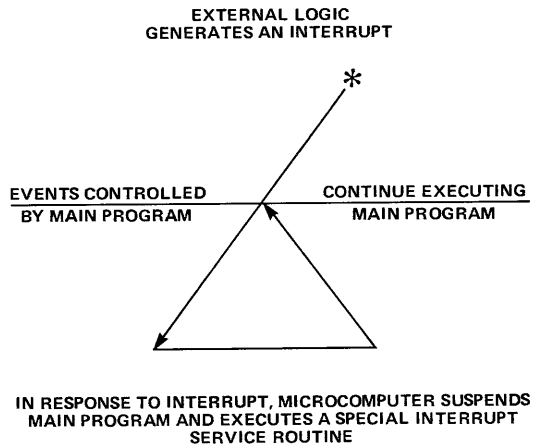 EXTERNAL LOGIC
GENERATES AN INTERRUPT
*
EVENTS CONTROLLED
BY MAIN PROGRAM
CONTINUE EXECUTING
MAIN PROGRAM
IN RESPONSE TO INTERRUPT, MICROCOMPUTER SUSPENDS
MAIN PROGRAM AND EXECUTES A SPECIAL INTERRUPT
SERVICE ROUTINE